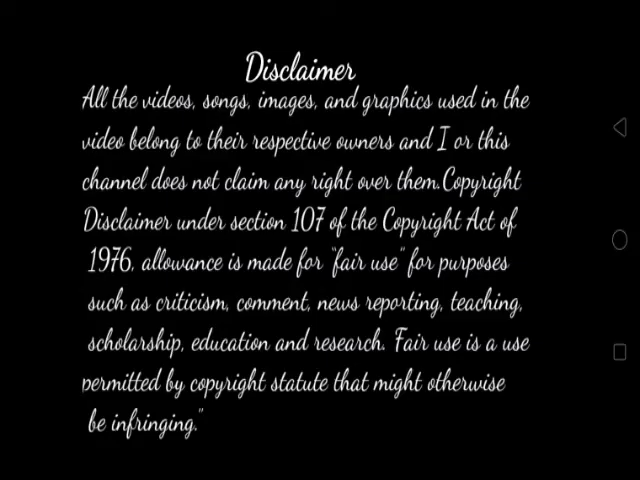 Disclaimer
All the videos, songs, images, and graphics used in the
video belong to their respective owners and I or this
channel does not claim any right over them.Copyright
Disclaimer under section 107 of the Copyright Act of
1976, allowance is made for "fair use" for purposes
such as criticism, comment, news reporting, teaching,
scholarship, education and research. Fair use is a use
permitted by copyright statute that might otherwise
be infringing."